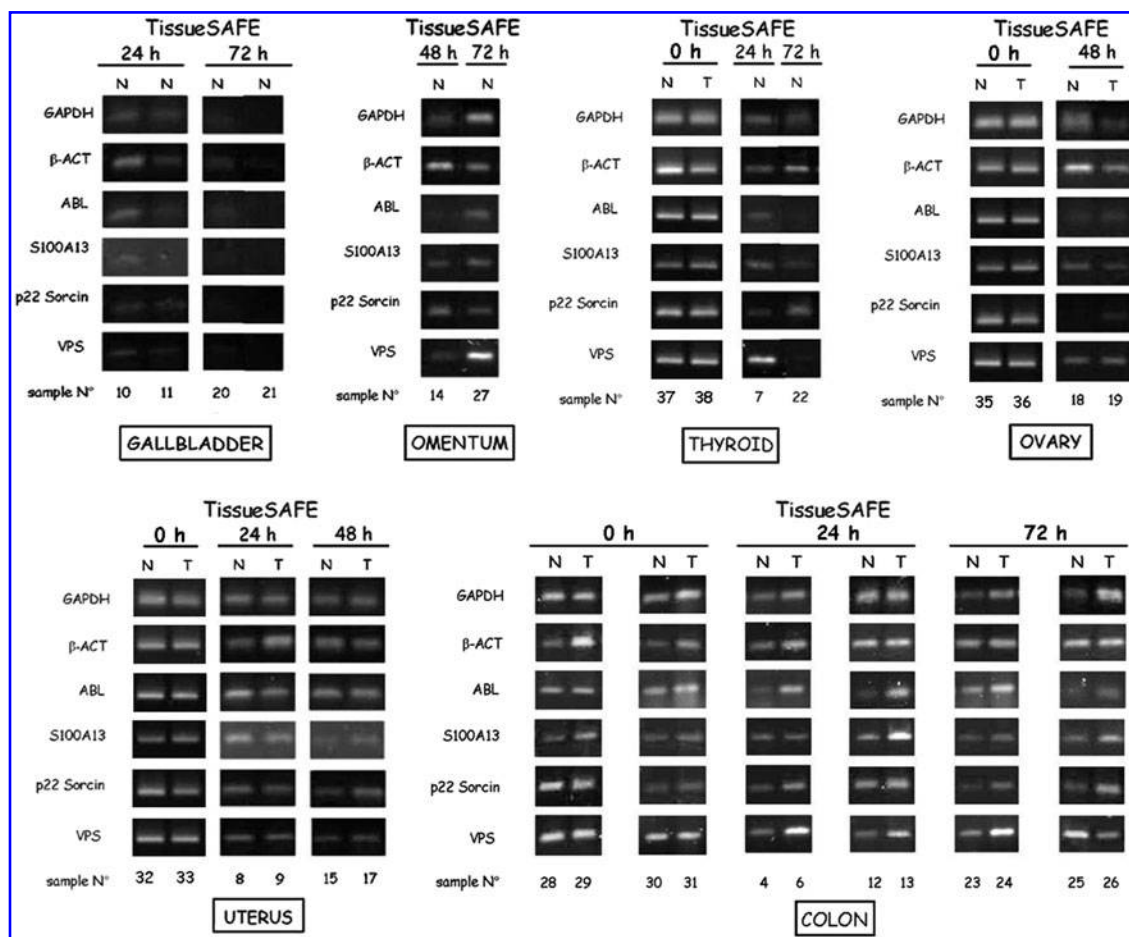 TissueSAFE
24 h 72 h
N N N N
GAPDH
β-ACT
ABL
S100A13
p22 Sorcin
VPS
sample N° 10 11 20 21
GALLBLADDER
TissueSAFE
48 h 72 h
N N
GAPDH
β-ACT
ABL
S100A13
p22 Sorcin
VPS
sample N° 14 27
OMENTUM
TissueSAFE
0 h 24 h 72 h
N T N N
GAPDH
β-ACT
ABL
S100A13
p22 Sorcin
VPS
sample N° 37 38 7 22
THYROID
TissueSAFE
0 h 48 h
N T N T
GAPDH
β-ACT
ABL
S100A13
p22 Sorcin
VPS
sample N° 35 36 18 19
OVARY
TissueSAFE
0 h 24 h 48 h
N T N T N T
GAPDH
β-ACT
ABL
S100A13
p22 Sorcin
VPS
sample N° 32 33 8 9 15 17
UTERUS
TissueSAFE
0 h 24 h 72 h
N T N T N T N T N T N T
GAPDH
β-ACT
ABL
S100A13
p22 Sorcin
VPS
sample N° 28 29 30 31 4 6 12 13 23 24 25 26
COLON